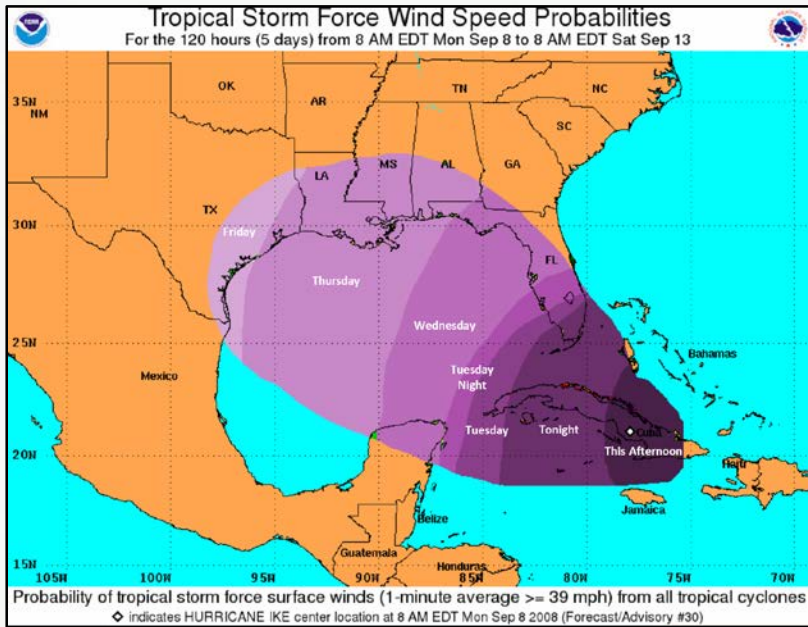 Tropical Storm Force Wind Speed Probabilities
For the 120 hours (5 days) from 8 AM EDT Mon Sep 8 to 8 AM EDT Sat Sep 13
NOAA
35N
30N
25N
20N
15N
NM
OK
AR
TN
NC
SC
MS
AL
GA
LA
TX
FL
Friday
Thursday
Wednesday
Tuesday
Night
Tuesday
Tonight
This Afternoon
Mexico
Bahamas
Cuba
Haiti
Jamaica
Belize
Guatemala
Honduras
105W
100W
95W
90W
85W
80W
75W
70W
Probability of tropical storm force surface winds (1-minute average >= 39 mph) from all tropical cyclones
◇ indicates HURRICANE IKE center location at 8 AM EDT Mon Sep 8 2008 (Forecast/Advisory #30)